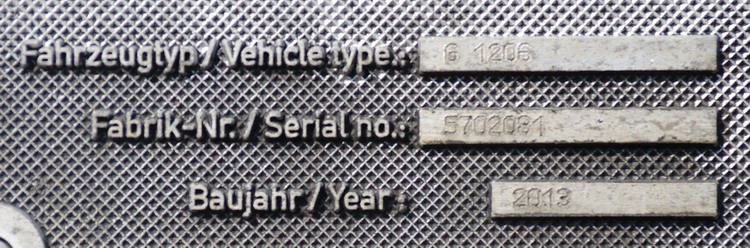 Fahrzeugtyp / Vehicle type.: G 1206
Fabrik-Nr. / Serial no.: 5702081
Baujahr / Year : 2013